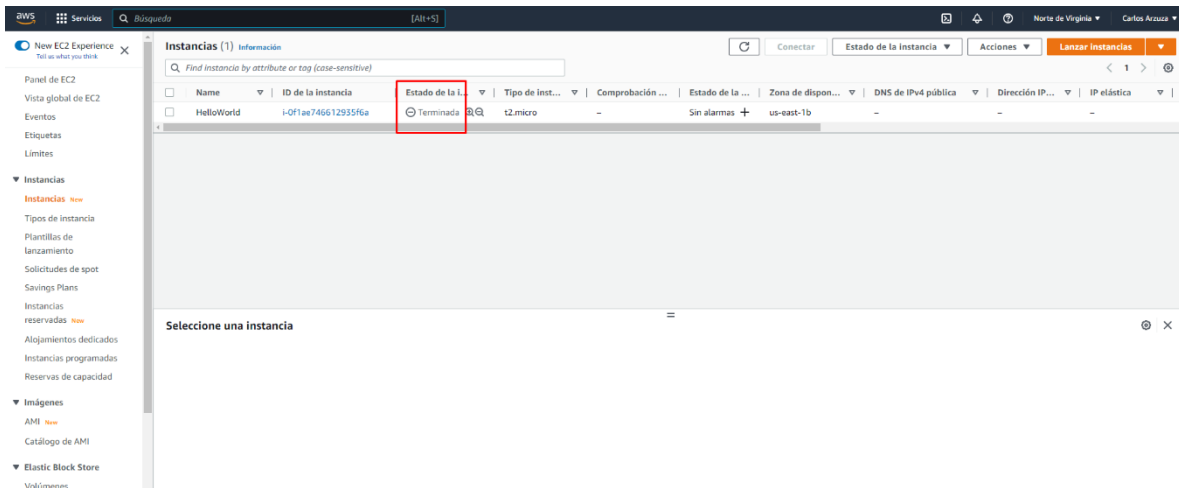 aws Servicios Búsqueda [Alt+S] Norte de Virginia ▼ Carlos Arzuza ▼
New EC2 Experience
Tell us what you think
Panel de EC2
Vista global de EC2
Eventos
Etiquetas
Límites
▼ Instancias
Instancias New
Tipos de instancia
Plantillas de
lanzamiento
Solicitudes de spot
Savings Plans
Instancias
reservadas New
Alojamientos dedicados
Instancias programadas
Reservas de capacidad
▼ Imágenes
AMI New
Catálogo de AMI
▼ Elastic Block Store
Volúmenes
Instancias (1) Información
Conectar Estado de la instancia ▼ Acciones ▼ Lanzar instancias ▼
Find instance by attribute or tag (case-sensitive)
< 1 >
Name ID de la instancia Estado de la i... Tipo de inst... Comprobación ... Estado de la ... Zona de dispon... DNS de IPv4 pública Dirección IP... IP elástica
HelloWorld i-0f1ae746612935f6a Terminada t2.micro – Sin alarmas + us-east-1b – – –
Seleccione una instancia